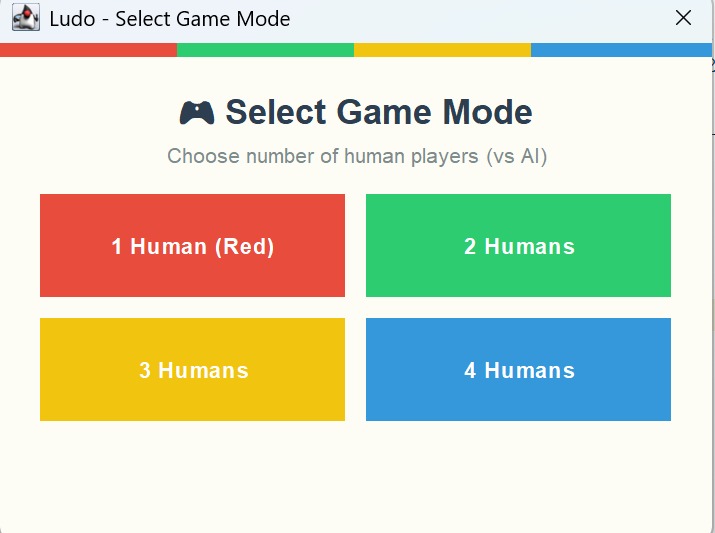 Ludo - Select Game Mode
🎮 Select Game Mode
Choose number of human players (vs AI)
1 Human (Red)
2 Humans
3 Humans
4 Humans